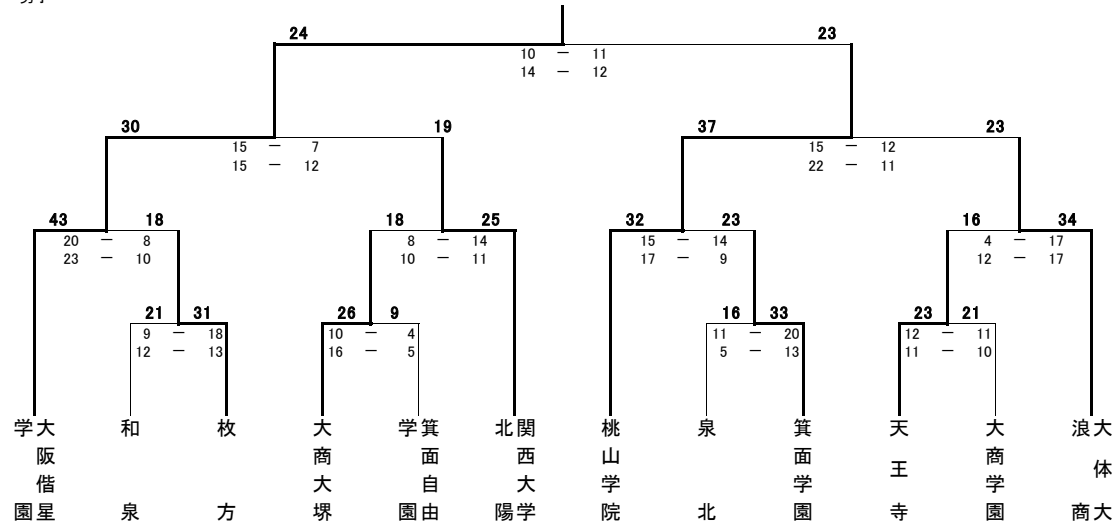 24 23
10 － 11
14 － 12
30 19 37 23
15 － 7 15 － 12
15 － 12 22 － 11
43 18 18 25 32 23 16 34
20 － 8 8 － 14 15 － 14 4 － 17
23 － 10 10 － 11 17 － 9 12 － 17
21 31 26 9 16 33 23 21
9 － 18 10 － 4 11 － 20 12 － 11
12 － 13 16 － 5 5 － 13 11 － 10
大阪偕星学園
和泉
枚方
大商大堺
箕面自由学園
関西大学北陽
桃山学院
泉北
箕面学園
天王寺
大商学園
大体大浪商